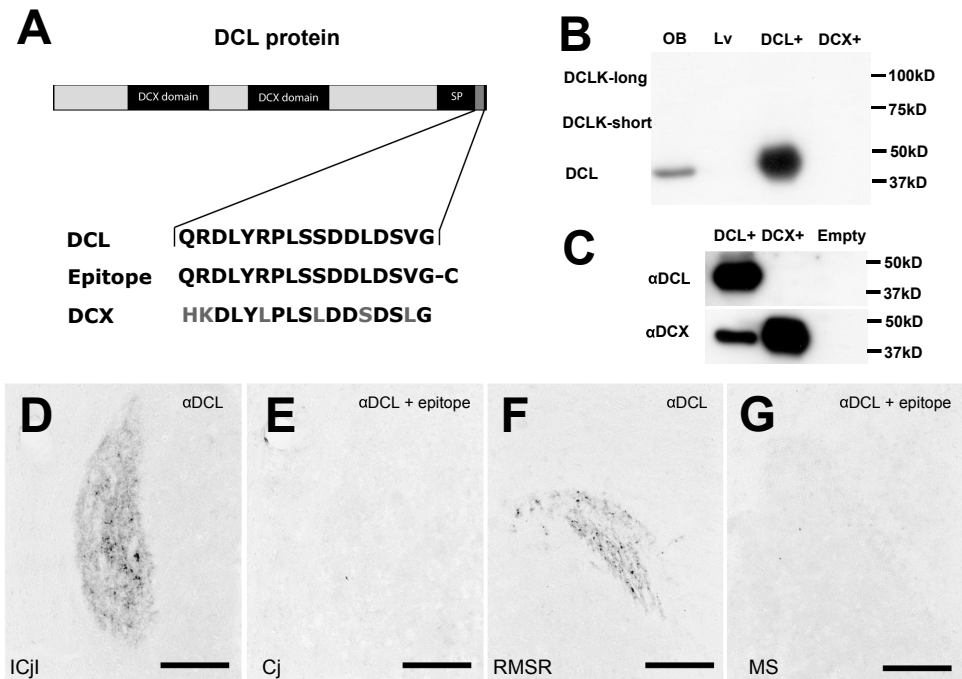 A
DCL protein
DCX domain DCX domain SP
DCL QRDLYRPLSSDDLDSVG
Epitope QRDLYRPLSSDDLDSVG-C
DCX HKDLYLPLSLDDSDSLG
B
OB Lv DCL+ DCX+
DCLK-long 100kD
75kD
DCLK-short
50kD
DCL 37kD
C
DCL+ DCX+ Empty
αDCL 50kD
37kD
αDCX 50kD
37kD
D αDCL
ICjI
E αDCL + epitope
Cj
F αDCL
RMSR
G αDCL + epitope
MS